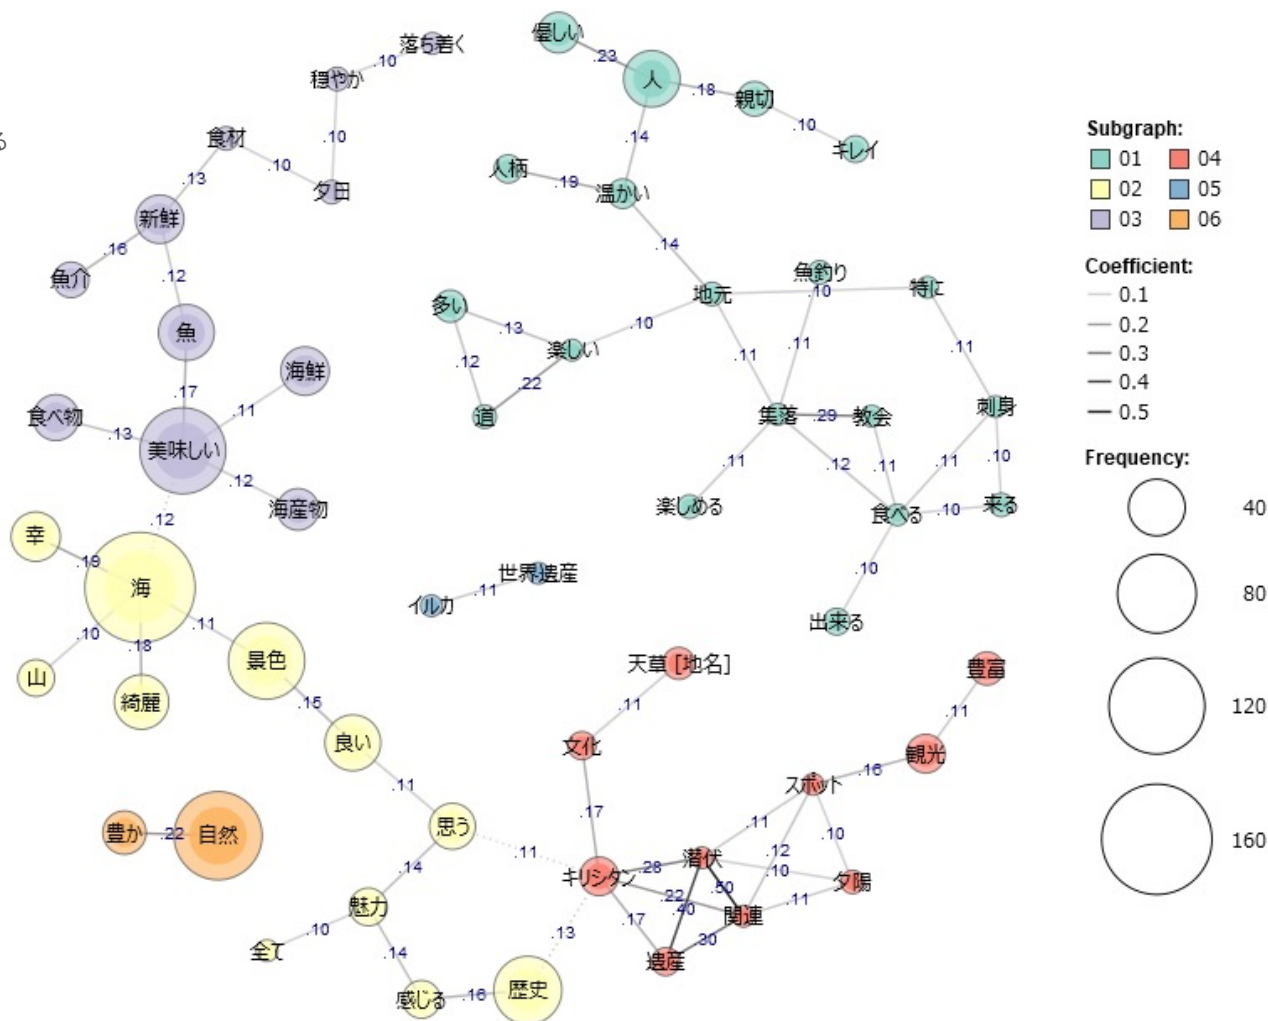 落ち着く
.10
穏やか
.10
食材
.10
夕日
.13
新鮮
.16
魚介
.12
魚
.17
海鮮
.11
食べ物
.13
美味しい
.12
海産物
.12
幸
.19
海
.10
.18
.11
山
綺麗
景色
.15
良い
.11
豊か
.22
自然
思う
.11
.14
魅力
.10
全て
.14
感じる
.16
歴史
.13
優しい
.23
人
.18
親切
.10
キレイ
.14
人柄
.19
温かい
.14
魚釣り
地元
.10
特に
多い
.13
.10
楽しい
.12
.22
道
.11
.11
.11
集落
.29
教会
刺身
.11
.12
.11
.11
.10
楽しめる
食べる
.10
来る
.10
出来る
世界遺産
.11
イルカ
天草 [地名]
.11
文化
.17
豊富
.11
観光
.16
スポット
.11
.12
.10
潜伏
.10
夕陽
キリシタン
.28
.50
.22
.40
関連
.11
.17
.30
遺産
Subgraph:
01 04
02 05
03 06
Coefficient:
0.1
0.2
0.3
0.4
0.5
Frequency:
40
80
120
160